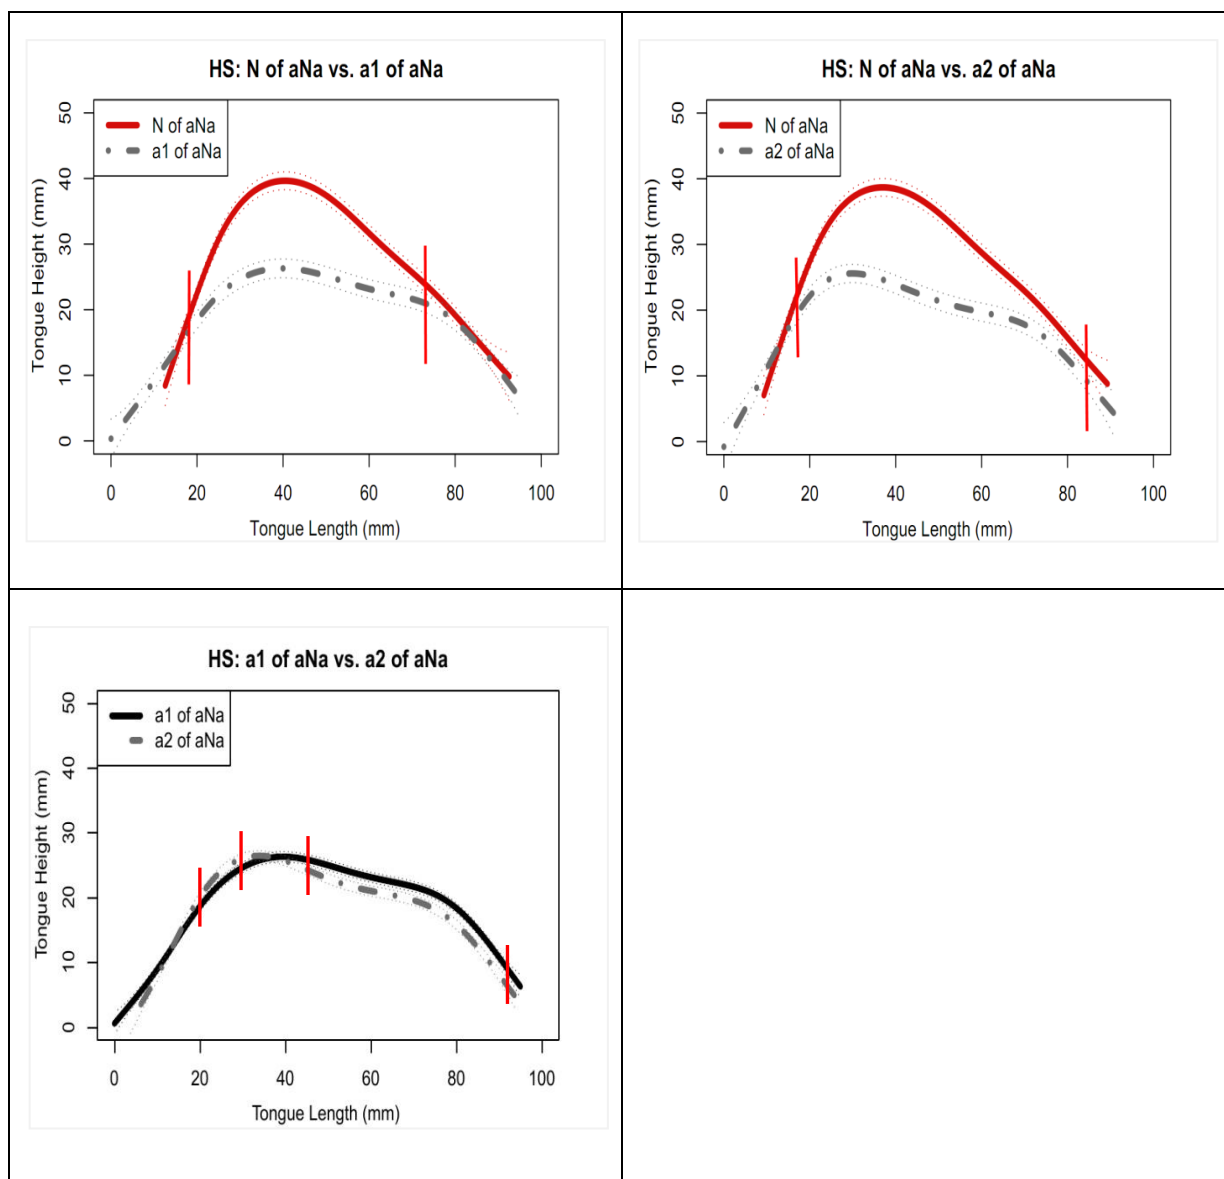 HS: N of aNa vs. a1 of aNa
N of aNa
a1 of aNa
Tongue Height (mm)
50
40
30
20
10
0
0 20 40 60 80 100
Tongue Length (mm)
HS: N of aNa vs. a2 of aNa
N of aNa
a2 of aNa
Tongue Height (mm)
50
40
30
20
10
0
0 20 40 60 80 100
Tongue Length (mm)
HS: a1 of aNa vs. a2 of aNa
a1 of aNa
a2 of aNa
Tongue Height (mm)
50
40
30
20
10
0
0 20 40 60 80 100
Tongue Length (mm)